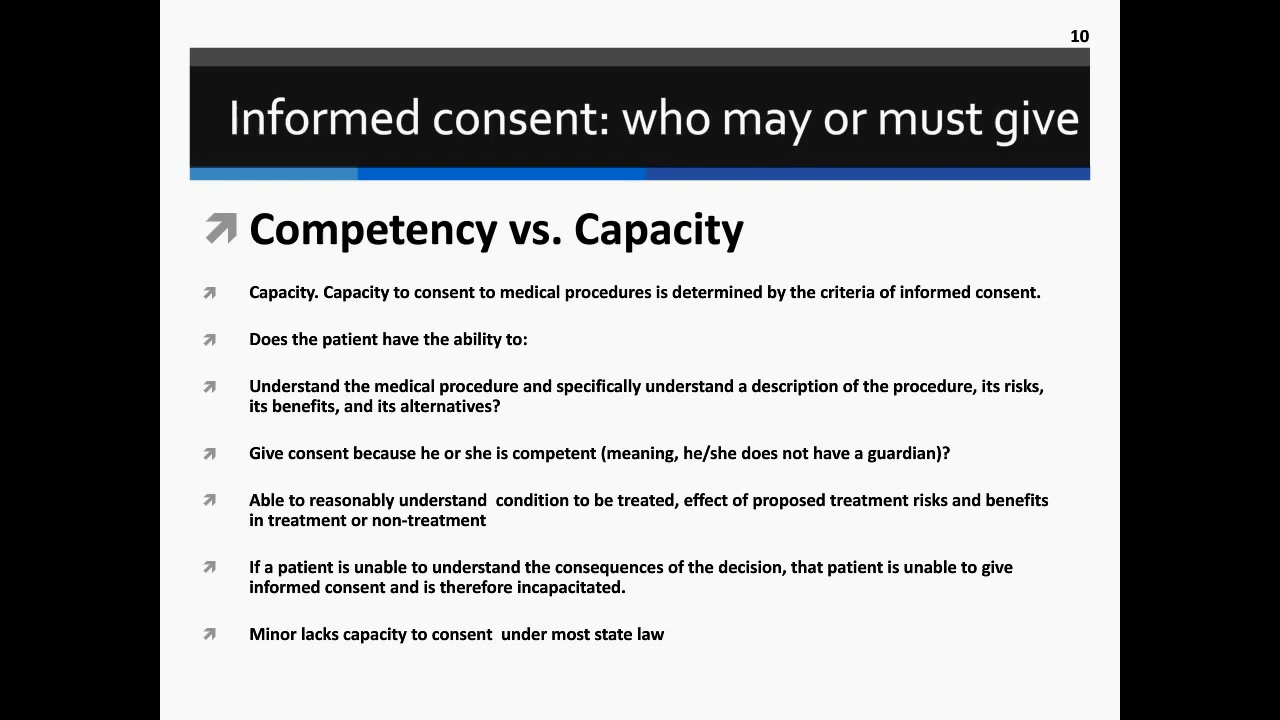 10
Informed consent: who may or must give
Competency vs. Capacity
Capacity. Capacity to consent to medical procedures is determined by the criteria of informed consent.
Does the patient have the ability to:
Understand the medical procedure and specifically understand a description of the procedure, its risks,
its benefits, and its alternatives?
Give consent because he or she is competent (meaning, he/she does not have a guardian)?
Able to reasonably understand  condition to be treated, effect of proposed treatment risks and benefits
in treatment or non-treatment
If a patient is unable to understand the consequences of the decision, that patient is unable to give
informed consent and is therefore incapacitated.
Minor lacks capacity to consent  under most state law